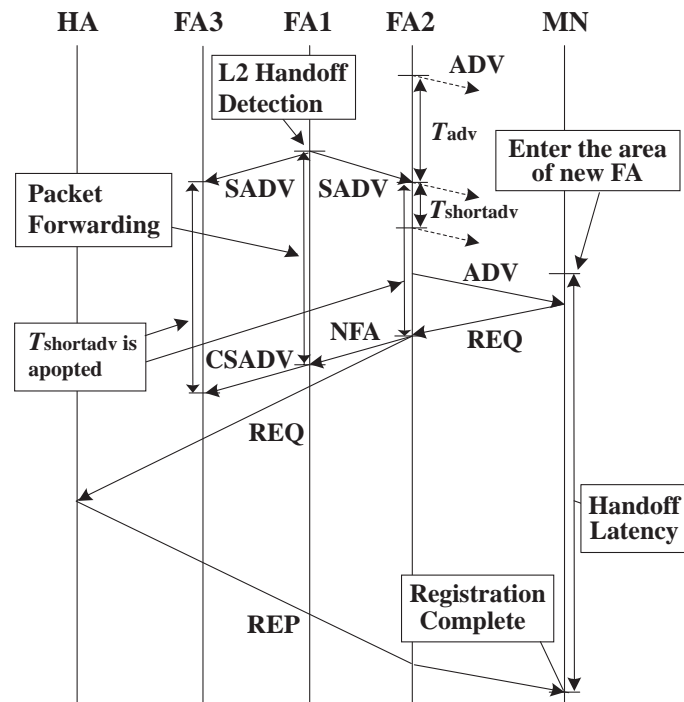 HA FA3 FA1 FA2 MN
ADV
L2 Handoff
Detection
Tadv
Enter the area
of new FA
SADV SADV
Packet
Forwarding
Tshortadv
ADV
NFA
REQ
Tshortadv is
apopted
CSADV
REQ
Handoff
Latency
Registration
Complete
REP